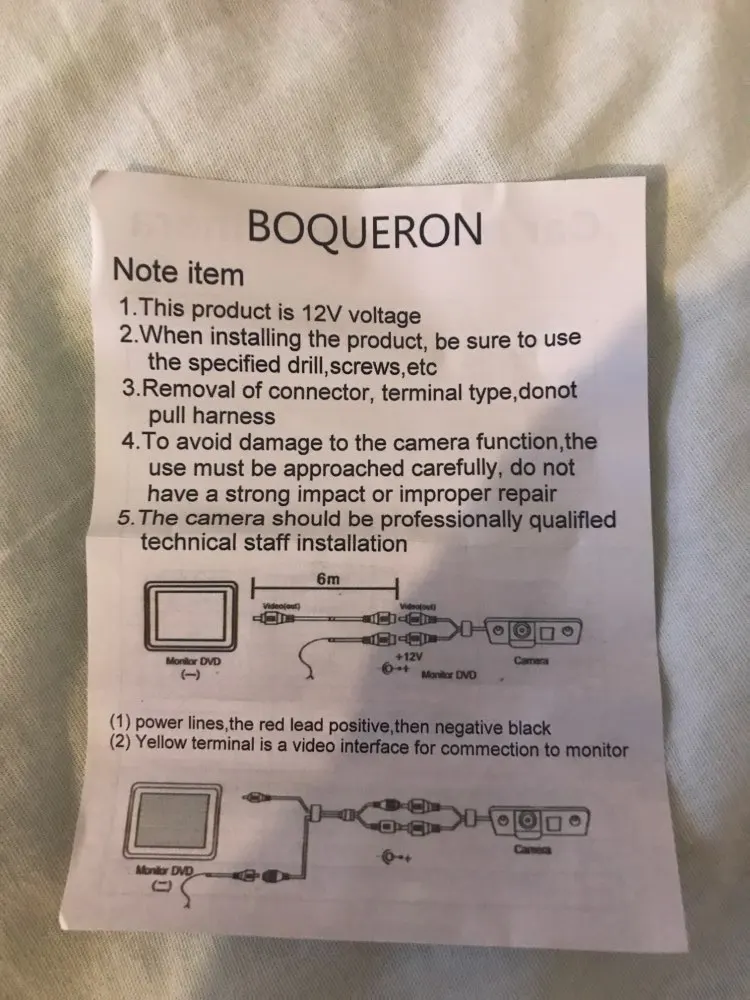 BOQUERON
Note item
1.This product is 12V voltage
2.When installing the product, be sure to use
the specified drill,screws,etc
3.Removal of connector, terminal type,donot
pull harness
4.To avoid damage to the camera function,the
use must be approached carefully, do not
have a strong impact or improper repair
5.The camera should be professionally qualifled
technical staff installation
6m
Video(out) Video(out)
Monitor DVD
(—)
+12V
Monitor DVD
Camera
(1) power lines,the red lead positive,then negative black
(2) Yellow terminal is a video interface for commection to monitor
Monitor DVD
Camera